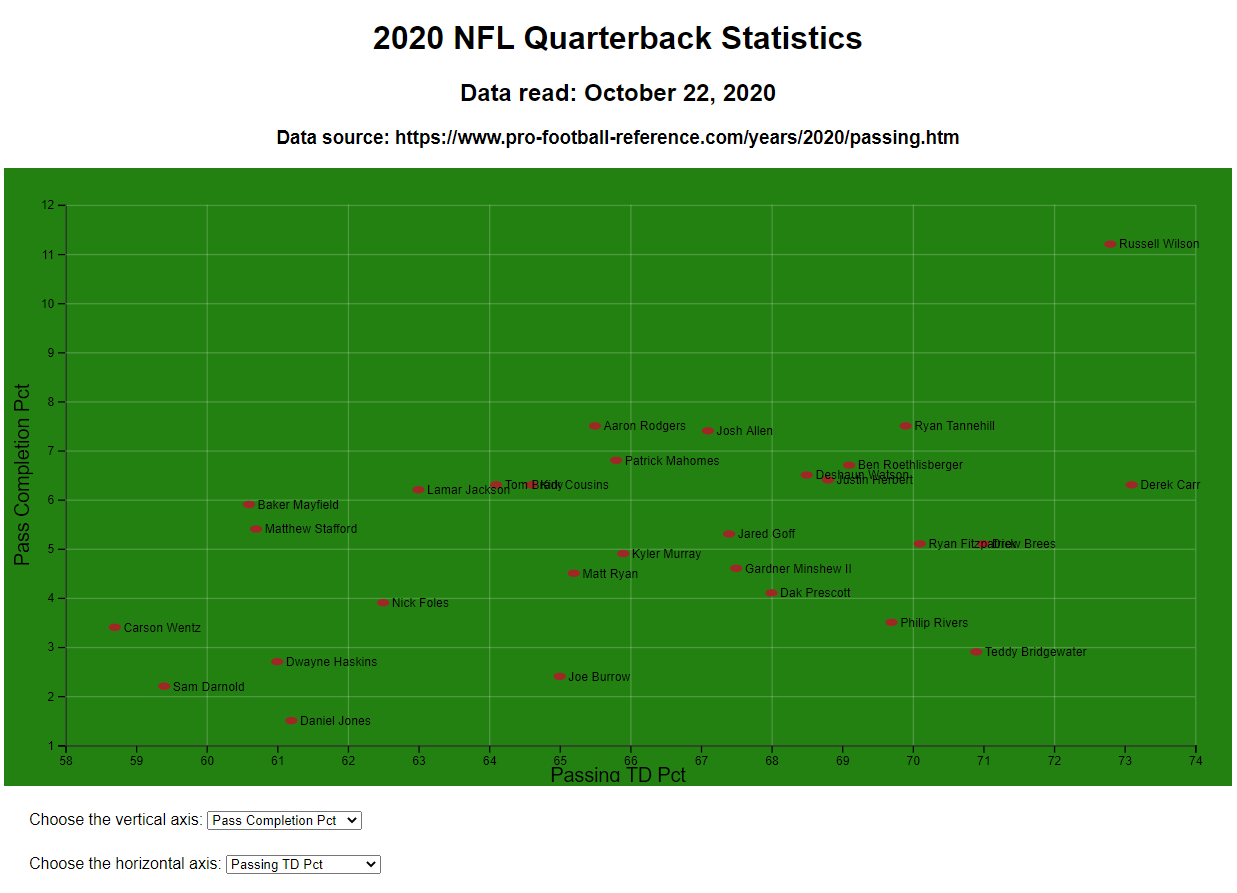 2020 NFL Quarterback Statistics
Data read: October 22, 2020
Data source: https://www.pro-football-reference.com/years/2020/passing.htm
12
Russell Wilson
11
10
9
8
Aaron Rodgers
Josh Allen
Ryan Tannehill
7
Patrick Mahomes
Ben Roethlisberger
Deshaun Watson
Justin Herbert
Tom Brady
Kirk Cousins
Derek Carr
Lamar Jackson
6
Baker Mayfield
Matthew Stafford
Jared Goff
Ryan Fitzpatrick
Drew Brees
5
Kyler Murray
Matt Ryan
Gardner Minshew II
Dak Prescott
4
Nick Foles
Carson Wentz
Philip Rivers
3
Teddy Bridgewater
Dwayne Haskins
Joe Burrow
Sam Darnold
2
Daniel Jones
1
Pass Completion Pct
58 59 60 61 62 63 64 65 66 67 68 69 70 71 72 73 74
Passing TD Pct
Choose the vertical axis: Pass Completion Pct
Choose the horizontal axis: Passing TD Pct